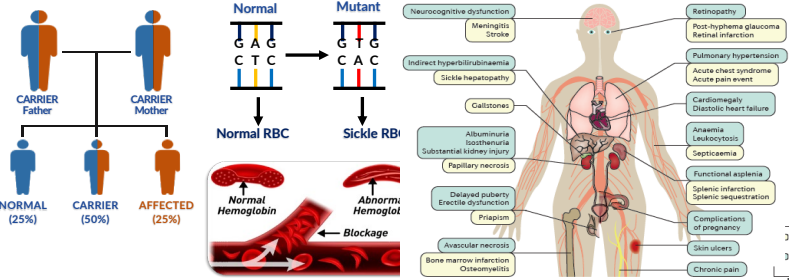 CARRIER
Father
CARRIER
Mother
NORMAL
(25%)
CARRIER
(50%)
AFFECTED
(25%)
Normal
Mutant
G A G
C T C
G T G
C A C
Normal RBC
Sickle RBC
Normal
Hemoglobin
Blockage
Neurocognitive dysfunction
Meningitis
Stroke
Indirect hyperbilirubinaemia
Sickle hepatopathy
Gallstones
Albuminuria
Isosthenuria
Substantial kidney injury
Papillary necrosis
Delayed puberty
Erectile dysfunction
Priapism
Avascular necrosis
Bone marrow infarction
Osteomyelitis
Retinopathy
Post-hyphema glaucoma
Retinal infarction
Pulmonary hypertension
Acute chest syndrome
Acute pain event
Cardiomegaly
Diastolic heart failure
Anaemia
Leukocytosis
Septicaemia
Functional asplenia
Splenic infarction
Splenic sequestration
Complications
of pregnancy
Skin ulcers
Chronic pain